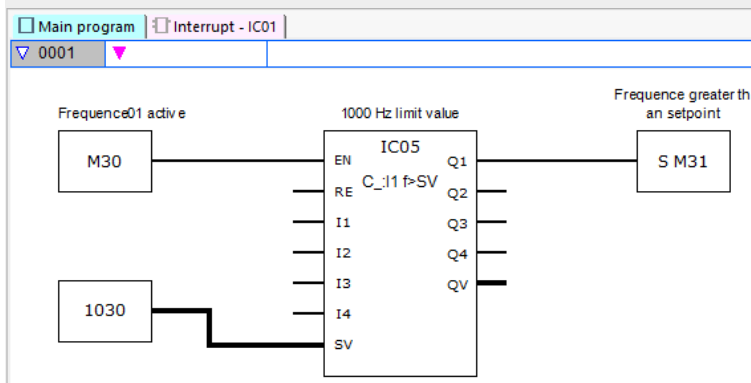 Main program
Interrupt - IC01
0001
Frequence01 active
1000 Hz limit value
Frequence greater th
an setpoint
M30
IC05
C_:I1 f>SV
EN
RE
I1
I2
I3
I4
SV
Q1
Q2
Q3
Q4
QV
S M31
1030